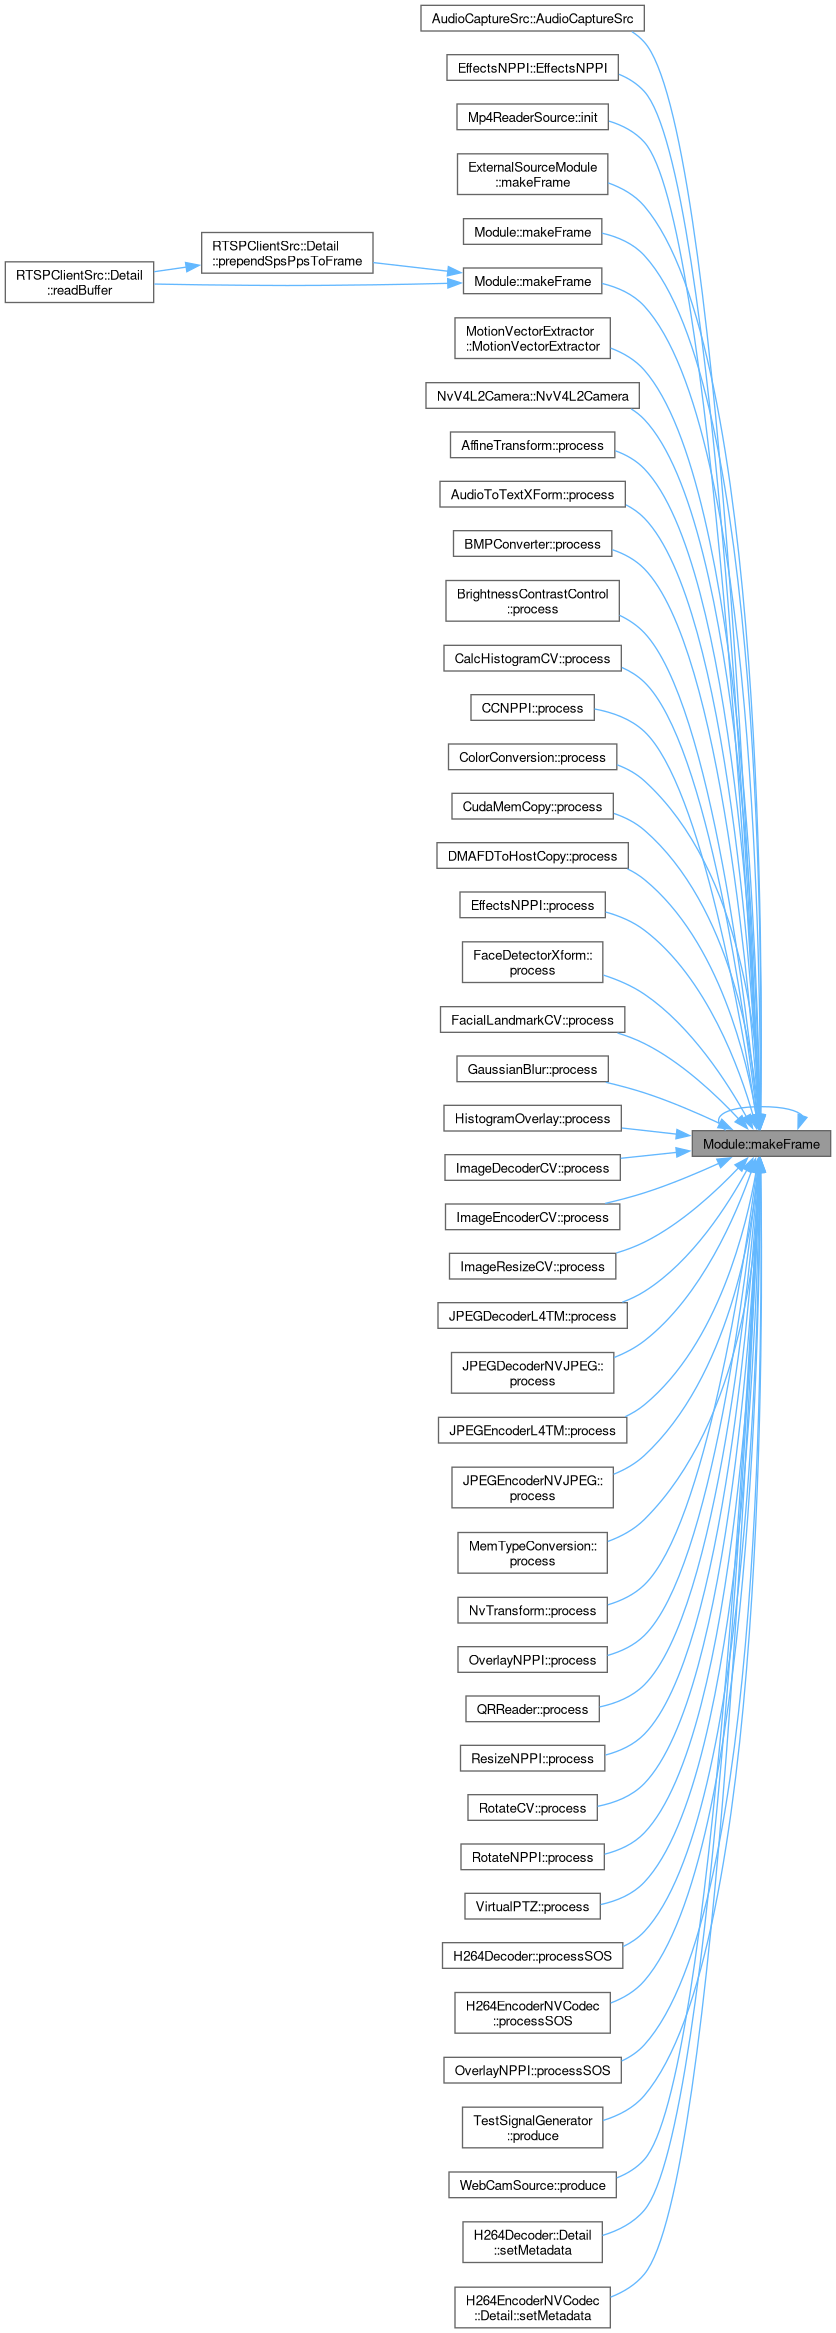 AudioCaptureSrc::AudioCaptureSrc
EffectsNPPI::EffectsNPPI
Mp4ReaderSource::init
ExternalSourceModule
::makeFrame
Module::makeFrame
RTSPClientSrc::Detail
::prependSpsPpsToFrame
RTSPClientSrc::Detail
::readBuffer
Module::makeFrame
MotionVectorExtractor
::MotionVectorExtractor
NvV4L2Camera::NvV4L2Camera
AffineTransform::process
AudioToTextXForm::process
BMPConverter::process
BrightnessContrastControl
::process
CalcHistogramCV::process
CCNPPI::process
ColorConversion::process
CudaMemCopy::process
DMAFDToHostCopy::process
EffectsNPPI::process
FaceDetectorXform::
process
FacialLandmarkCV::process
GaussianBlur::process
HistogramOverlay::process
Module::makeFrame
ImageDecoderCV::process
ImageEncoderCV::process
ImageResizeCV::process
JPEGDecoderL4TM::process
JPEGDecoderNVJPEG::
process
JPEGEncoderL4TM::process
JPEGEncoderNVJPEG::
process
MemTypeConversion::
process
NvTransform::process
OverlayNPPI::process
QRReader::process
ResizeNPPI::process
RotateCV::process
RotateNPPI::process
VirtualPTZ::process
H264Decoder::processSOS
H264EncoderNVCodec
::processSOS
OverlayNPPI::processSOS
TestSignalGenerator
::produce
WebCamSource::produce
H264Decoder::Detail
::setMetadata
H264EncoderNVCodec
::Detail::setMetadata